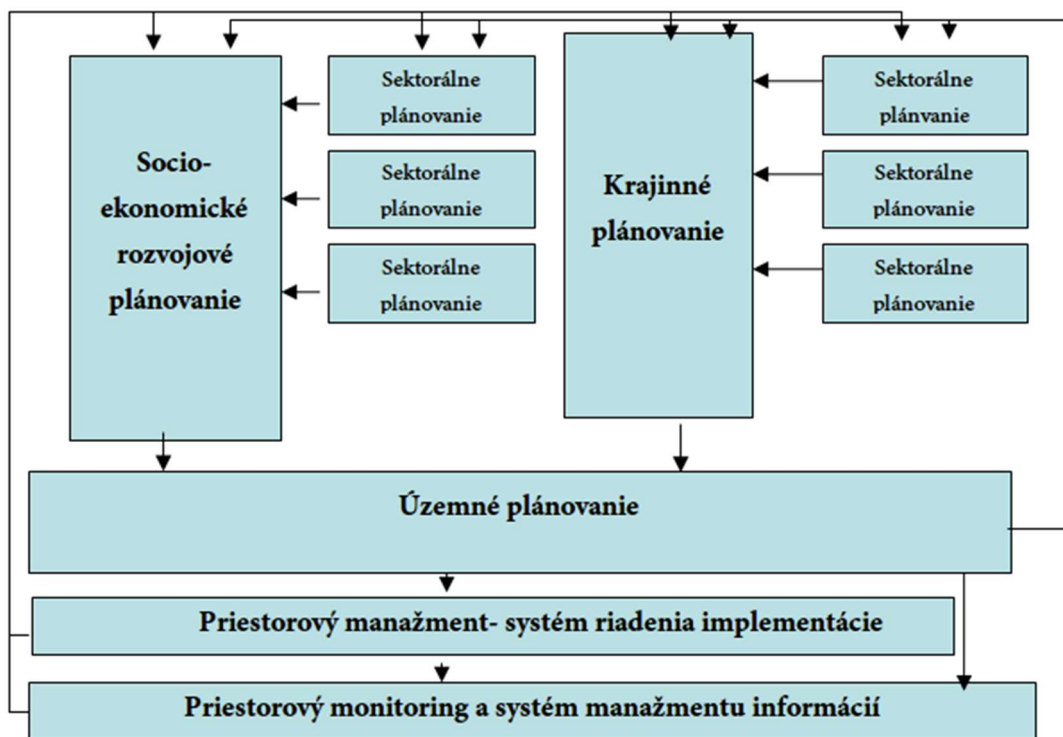 Socio-
ekonomické
rozvojové
plánovanie
Sektorálne
plánovanie
Sektorálne
plánovanie
Sektorálne
plánovanie
Krajinné
plánovanie
Sektorálne
plánvanie
Sektorálne
plánovanie
Sektorálne
plánovanie
Územné plánovanie
Priestorový manažment- systém riadenia implementácie
Priestorový monitoring a systém manažmentu informácií